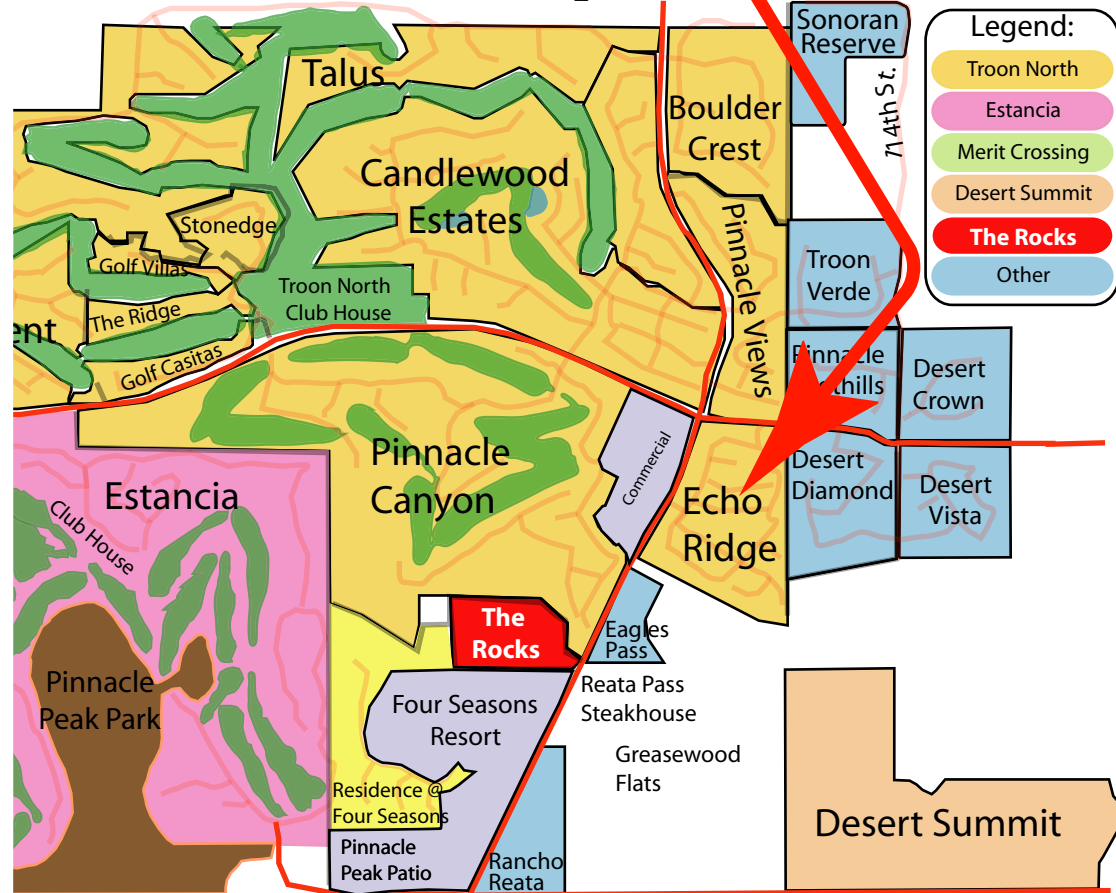 Sonoran
Reserve
Legend:
Troon North
Estancia
Merit Crossing
Desert Summit
The Rocks
Other
74th St.
Talus
Boulder
Crest
Candlewood
Estates
Stonedge
Golf Villas
The Ridge
Golf Casitas
Troon North
Club House
Pinnacle Views
Troon
Verde
ent
Pinnacle
thills
Desert
Crown
Pinnacle
Canyon
Commercial
Echo
Ridge
Desert
Diamond
Desert
Vista
Estancia
Club House
The
Rocks
Eagles
Pass
Pinnacle
Peak Park
Four Seasons
Resort
Reata Pass
Steakhouse
Greasewood
Flats
Residence @
Four Seasons
Pinnacle
Peak Patio
Rancho
Reata
Desert Summit